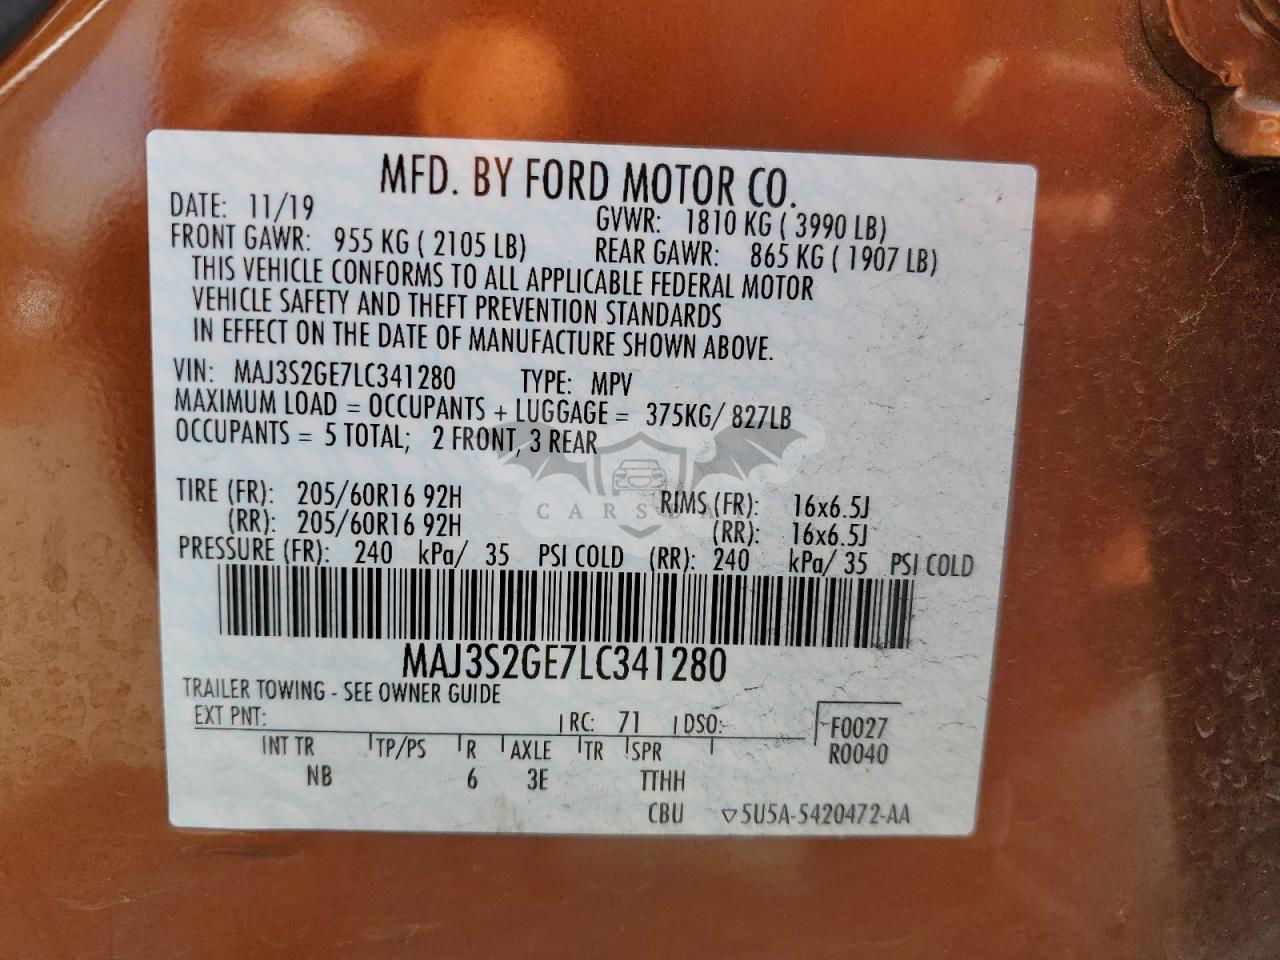 MFD. BY FORD MOTOR CO.
DATE: 11/19 GVWR: 1810 KG ( 3990 LB)
FRONT GAWR: 955 KG ( 2105 LB) REAR GAWR: 865 KG ( 1907 LB)
THIS VEHICLE CONFORMS TO ALL APPLICABLE FEDERAL MOTOR
VEHICLE SAFETY AND THEFT PREVENTION STANDARDS
IN EFFECT ON THE DATE OF MANUFACTURE SHOWN ABOVE.
VIN: MAJ3S2GE7LC341280 TYPE: MPV
MAXIMUM LOAD = OCCUPANTS + LUGGAGE = 375KG/ 827LB
OCCUPANTS = 5 TOTAL; 2 FRONT, 3 REAR
TIRE (FR): 205/60R16 92H RIMS (FR): 16x6.5J
(RR): 205/60R16 92H (RR): 16x6.5J
PRESSURE (FR): 240 kPa/ 35 PSI COLD (RR): 240 kPa/ 35 PSI COLD
MAJ3S2GE7LC341280
TRAILER TOWING - SEE OWNER GUIDE
EXT PNT: RC: 71 DSO: F0027
INT TR TP/PS R AXLE TR SPR R0040
NB 6 3E TTHH
CBU ▽5U5A-5420472-AA